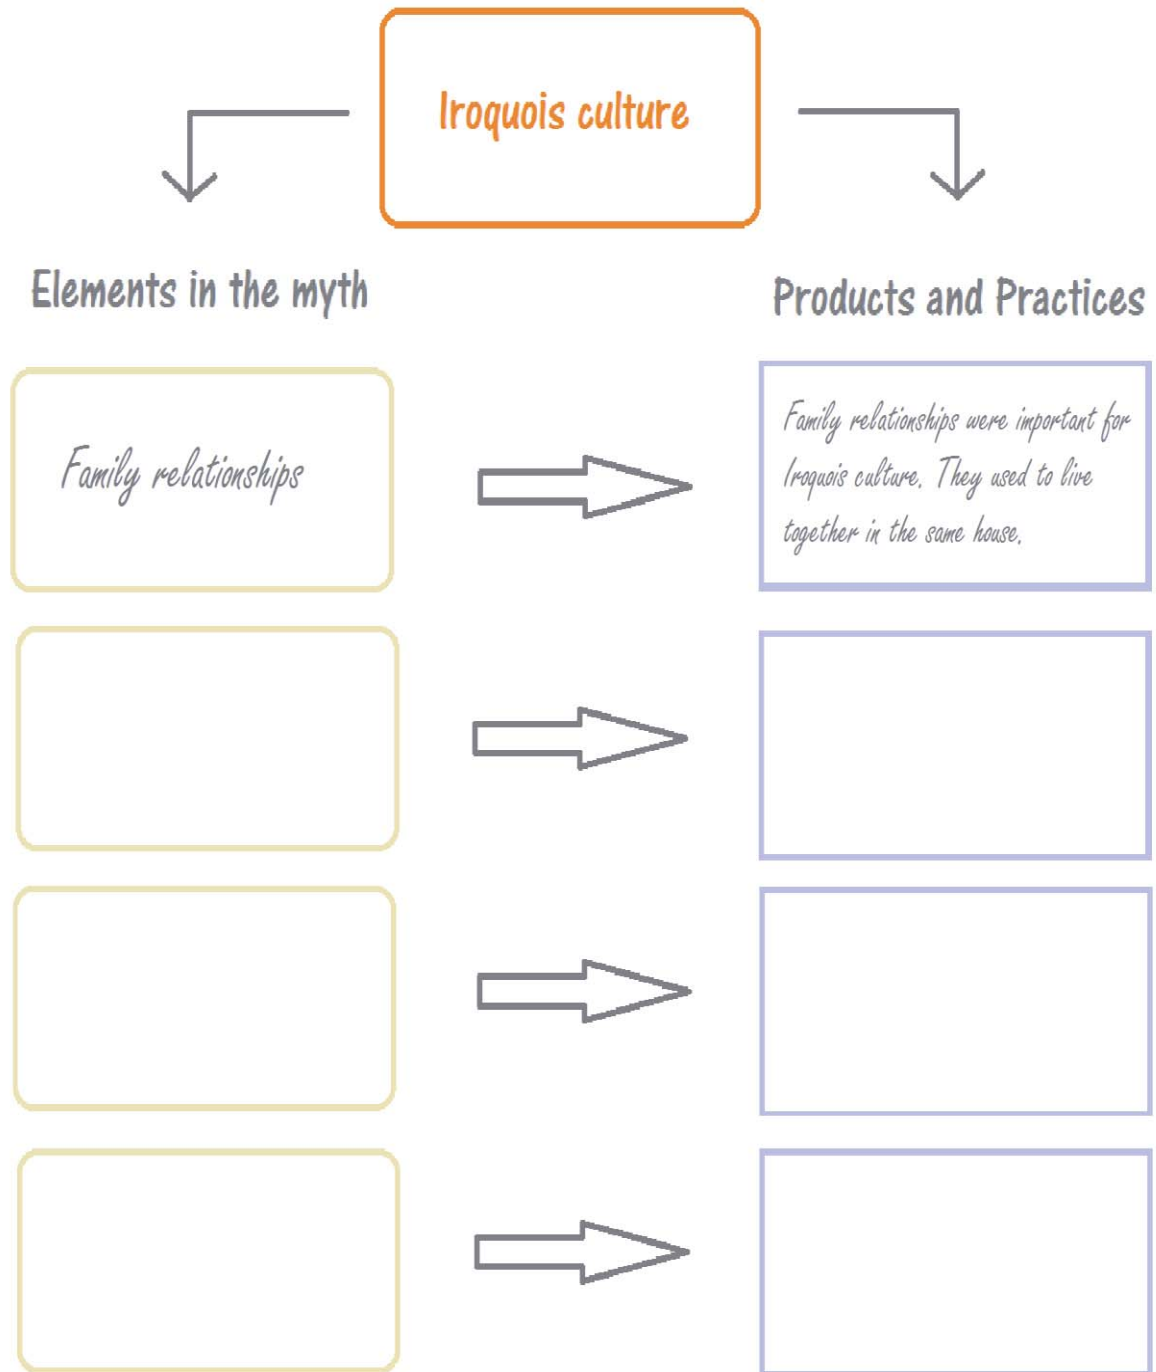 Iroquois culture
Elements in the myth
Products and Practices
Family relationships
Family relationships were important for
Iroquois culture. They used to live
together in the same house.